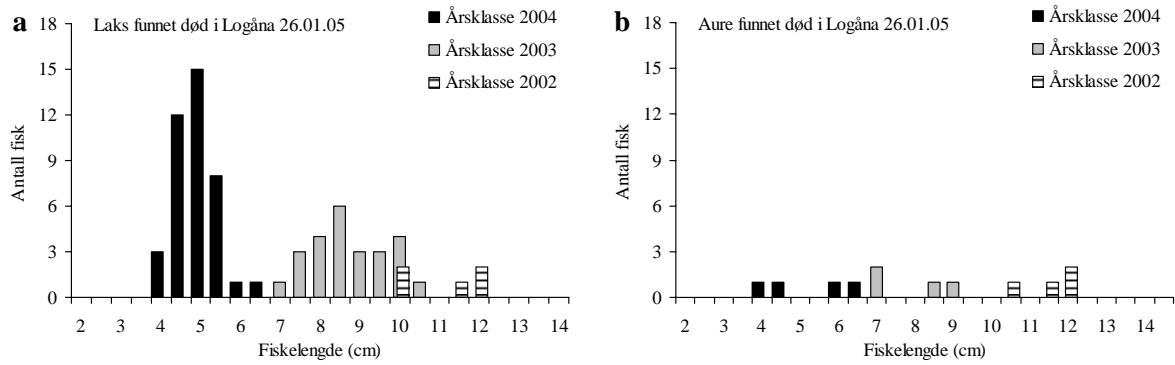 a
Laks funnet død i Logåna 26.01.05
Årsklasse 2004
Årsklasse 2003
Årsklasse 2002
Antall fisk
18
15
12
9
6
3
0
2 3 4 5 6 7 8 9 10 11 12 13 14
Fiskelengde (cm)
b
Aure funnet død i Logåna 26.01.05
Årsklasse 2004
Årsklasse 2003
Årsklasse 2002
Antall fisk
18
15
12
9
6
3
0
2 3 4 5 6 7 8 9 10 11 12 13 14
Fiskelengde (cm)